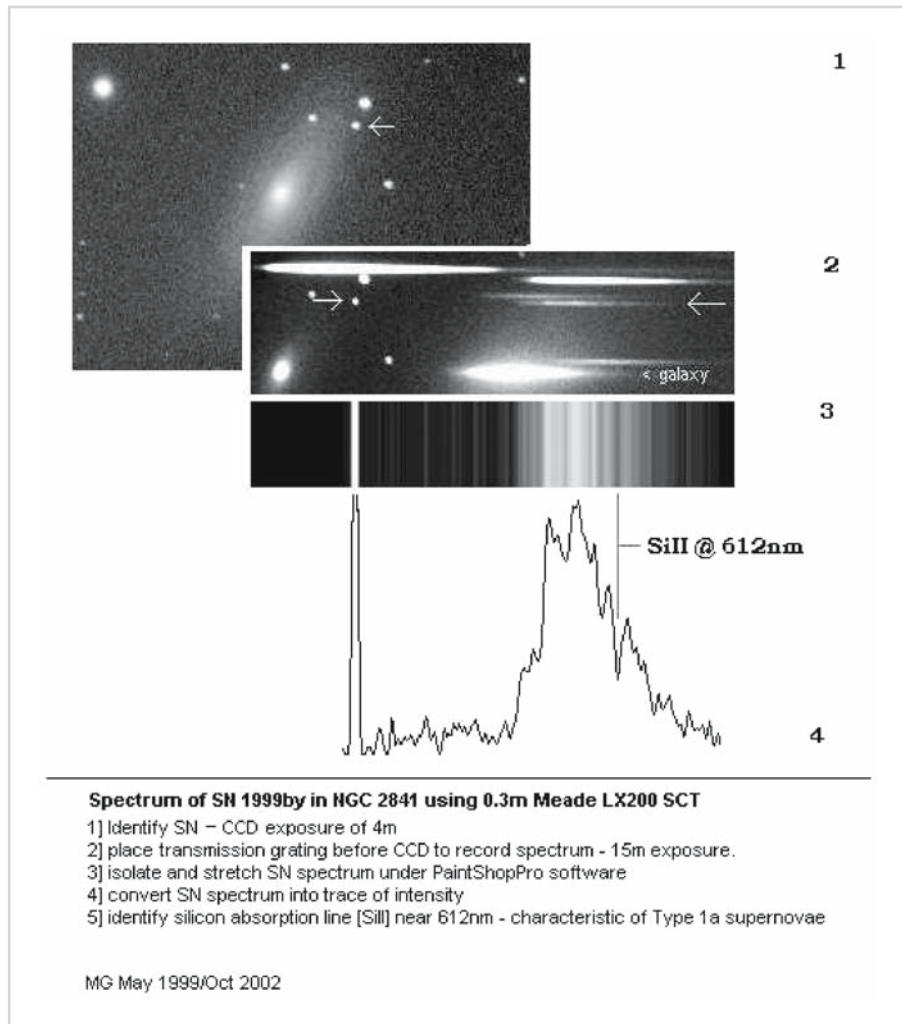 1
2
< galaxy
3
SiII @ 612nm
4
Spectrum of SN 1999by in NGC 2841 using 0.3m Meade LX200 SCT
1] Identify SN – CCD exposure of 4m
2] place transmission grating before CCD to record spectrum - 15m exposure.
3] isolate and stretch SN spectrum under PaintShopPro software
4] convert SN spectrum into trace of intensity
5] identify silicon absorption line [SiII] near 612nm - characteristic of Type 1a supernovae
MG May 1999/Oct 2002